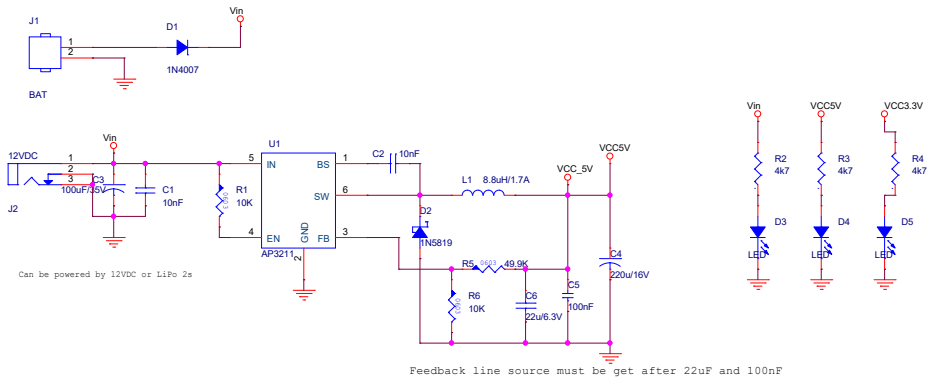 J1
1
2
BAT
D1
1N4007
Vin
12VDC
1
2
3
J2
Vin
C3
100uF/35V
C1
10nF
R1
10K
0603
U1
5
IN
4
EN
GND
2
BS
1
SW
6
FB
3
AP3211
C2
10nF
D2
1N5819
L1
8.8uH/1.7A
VCC_5V
VCC5V
R5
0603
49.9K
R6
10K
0603
C6
22u/6.3V
C5
100nF
C4
220u/16V
Vin
R2
4k7
D3
LED
VCC5V
R3
4k7
D4
LED
VCC3.3V
R4
4k7
D5
LED
Can be powered by 12VDC or LiPo 2s
Feedback line source must be get after 22uF and 100nF